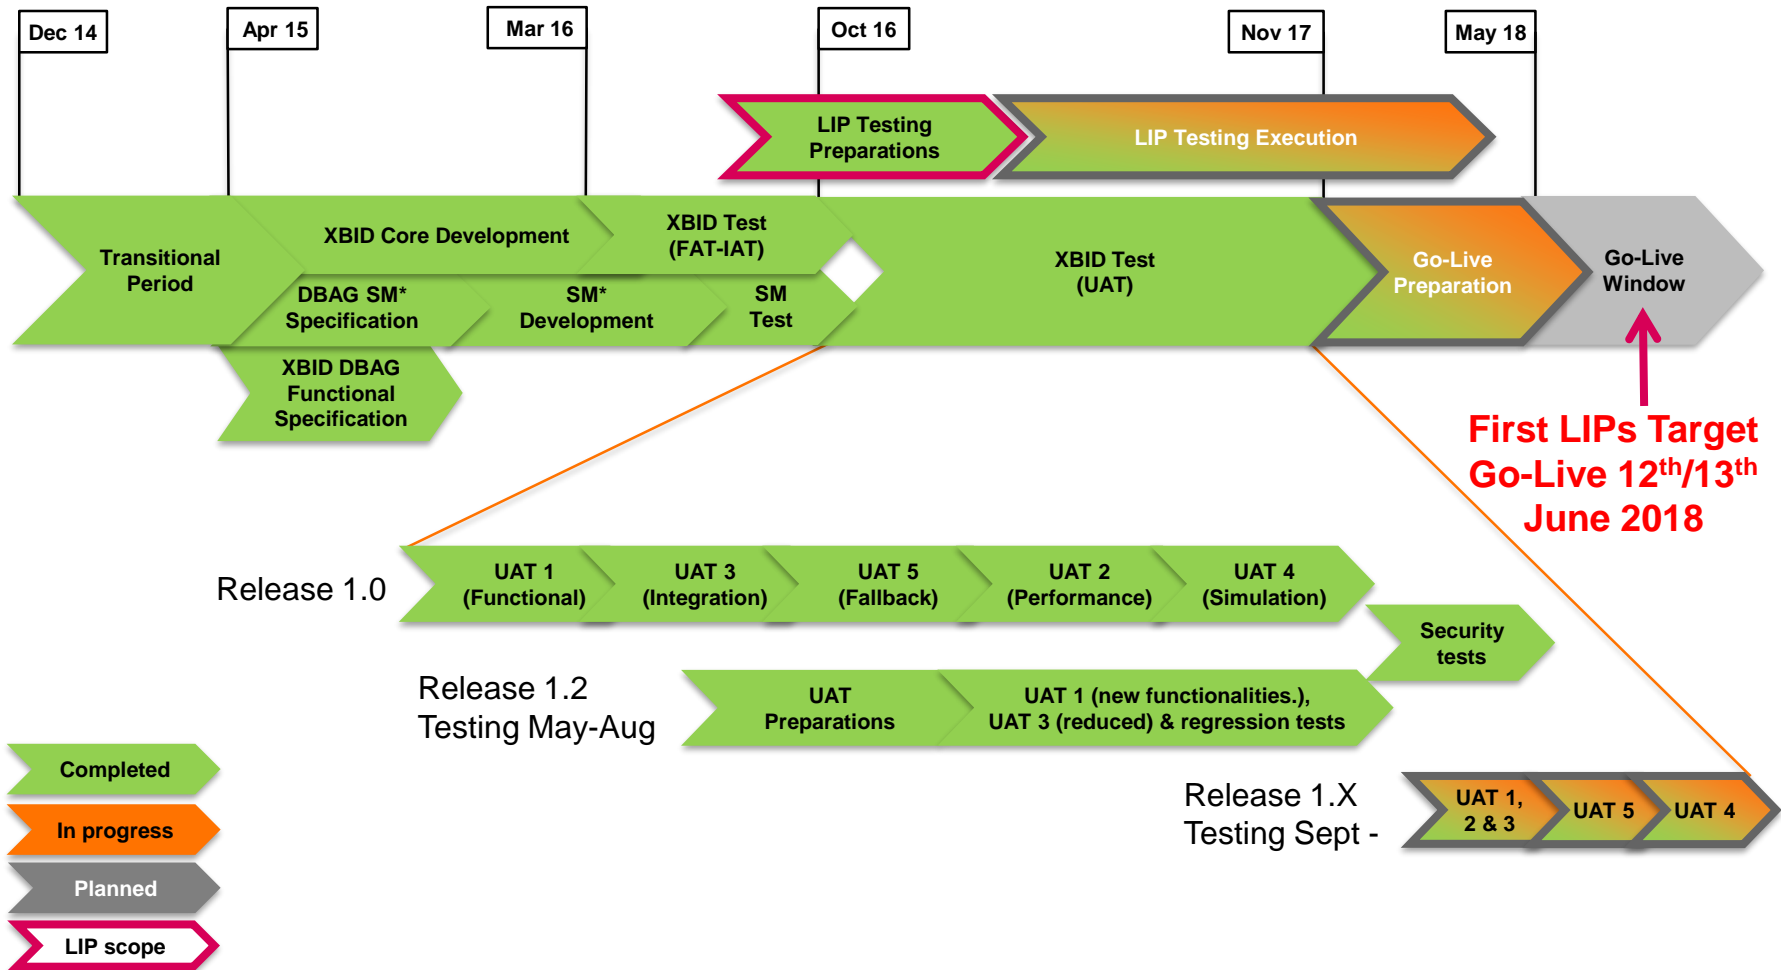 Dec 14
Apr 15
Mar 16
Oct 16
Nov 17
May 18
LIP Testing
Preparations
LIP Testing Execution
Transitional
Period
XBID Core Development
XBID Test
(FAT-IAT)
DBAG SM*
Specification
SM*
Development
SM
Test
XBID DBAG
Functional
Specification
XBID Test
(UAT)
Go-Live
Preparation
Go-Live
Window
First LIPs Target
Go-Live 12th/13th
June 2018
Release 1.0
UAT 1
(Functional)
UAT 3
(Integration)
UAT 5
(Fallback)
UAT 2
(Performance)
UAT 4
(Simulation)
Security
tests
Release 1.2
Testing May-Aug
UAT
Preparations
UAT 1 (new functionalities.),
UAT 3 (reduced) & regression tests
Release 1.X
Testing Sept -
UAT 1,
2 & 3
UAT 5
UAT 4
Completed
In progress
Planned
LIP scope